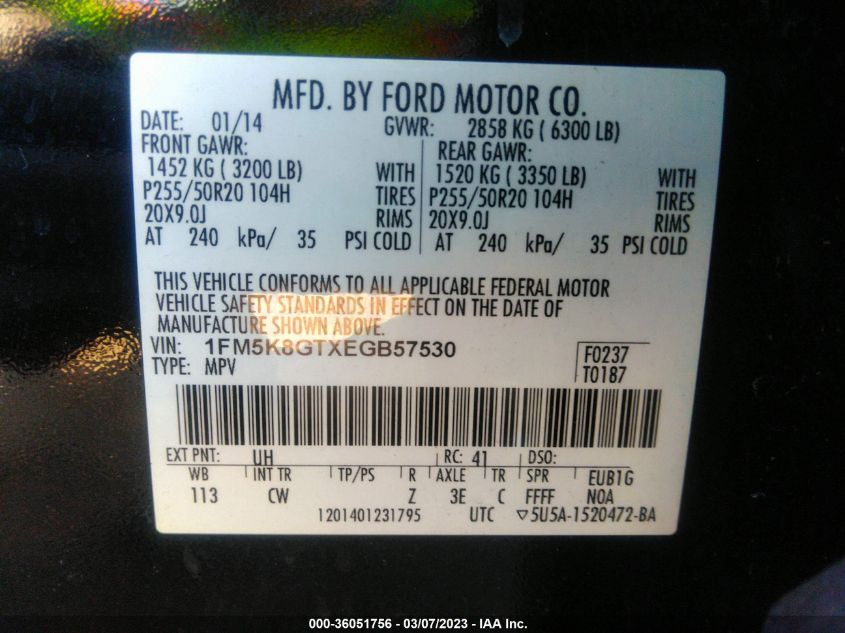 MFD. BY FORD MOTOR CO.
DATE: 01/14 GVWR: 2858 KG ( 6300 LB)
FRONT GAWR: REAR GAWR:
1452 KG ( 3200 LB) WITH 1520 KG ( 3350 LB) WITH
P255/50R20 104H TIRES P255/50R20 104H TIRES
20X9.0J RIMS 20X9.0J RIMS
AT 240 kPa/ 35 PSI COLD AT 240 kPa/ 35 PSI COLD
THIS VEHICLE CONFORMS TO ALL APPLICABLE FEDERAL MOTOR
VEHICLE SAFETY STANDARDS IN EFFECT ON THE DATE OF
MANUFACTURE SHOWN ABOVE.
VIN: 1FM5K8GTXEGB57530 F0237
TYPE: MPV T0187
EXT PNT: UH RC: 41 DSO:
WB INT TR TP/PS R AXLE TR SPR EUB1G
113 CW Z 3E C FFFF NOA
1201401231795 UTC ▽5U5A-1520472-BA
000-36051756 - 03/07/2023 - IAA Inc.